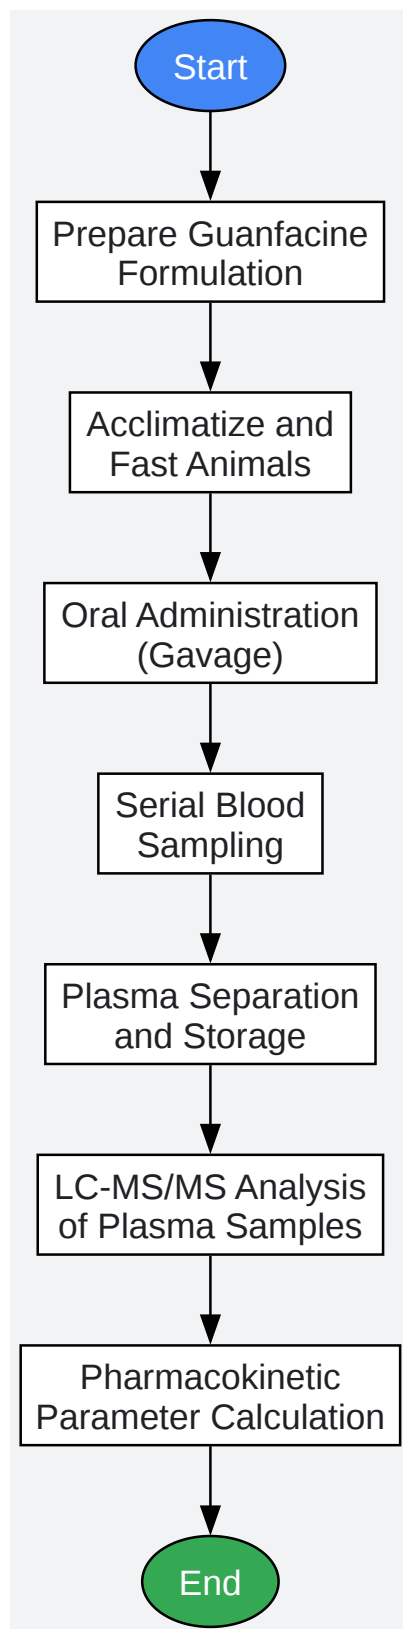 Start
Prepare Guanfacine
Formulation
Acclimatize and
Fast Animals
Oral Administration
(Gavage)
Serial Blood
Sampling
Plasma Separation
and Storage
LC-MS/MS Analysis
of Plasma Samples
Pharmacokinetic
Parameter Calculation
End